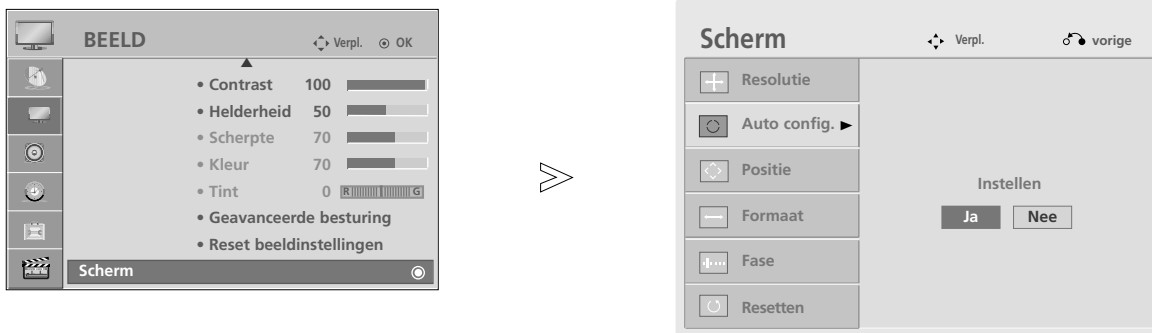 BEELD Verpl. OK
• Contrast 100
• Helderheid 50
• Scherpte 70
• Kleur 70
• Tint 0 R G
• Geavanceerde besturing
• Reset beeldinstellingen
Scherm
Scherm Verpl. vorige
Resolutie
Auto config.
Positie
Formaat
Fase
Resetten
Instellen
Ja Nee